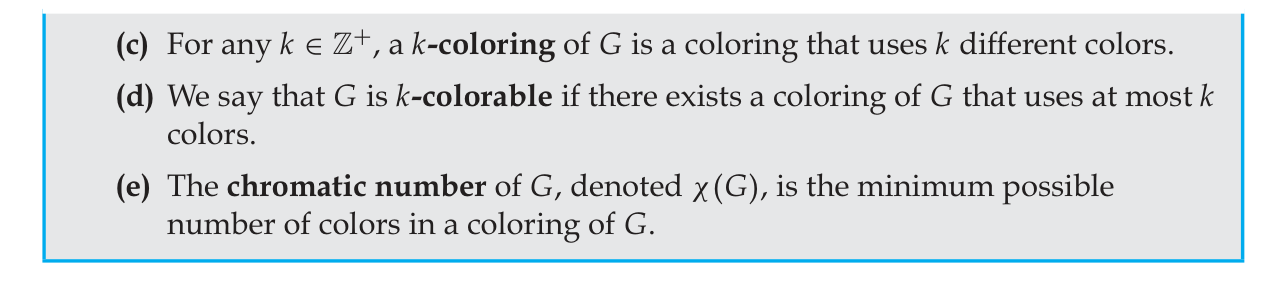 (c) For any k ∈ ℤ⁺, a k-coloring of G is a coloring that uses k different colors.
(d) We say that G is k-colorable if there exists a coloring of G that uses at most k
colors.
(e) The chromatic number of G, denoted χ(G), is the minimum possible
number of colors in a coloring of G.